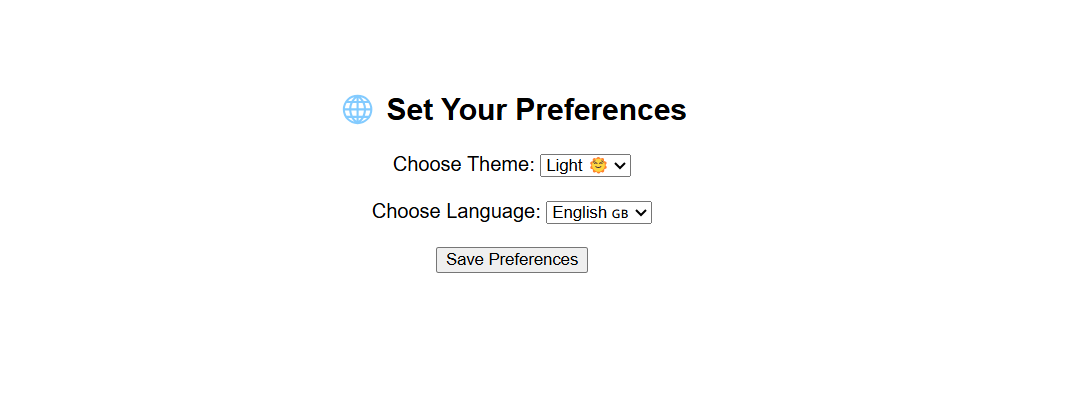 🌐 Set Your Preferences
Choose Theme: Light 🌞
Choose Language: English GB
Save Preferences